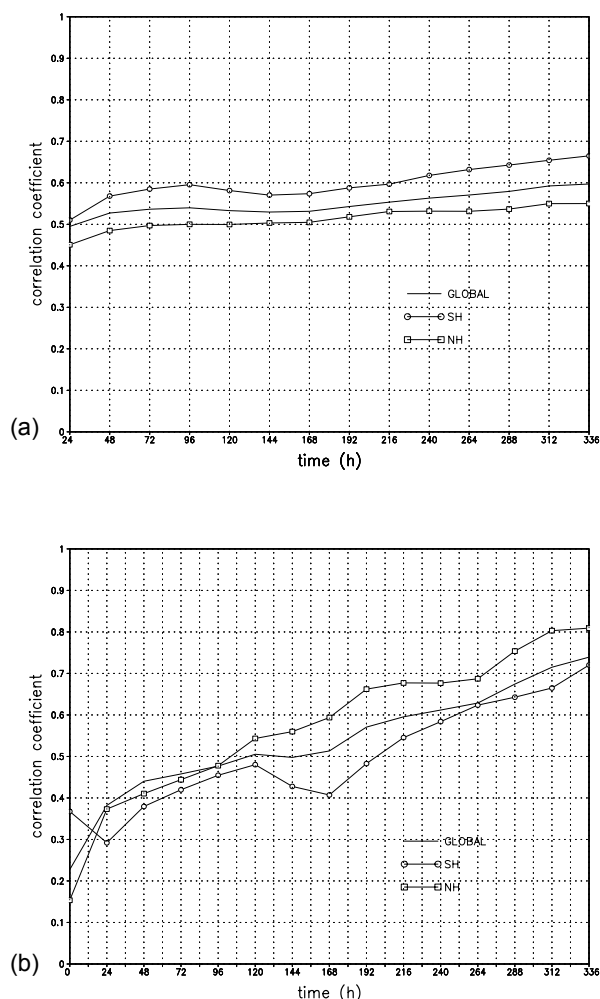 1
0.9
0.8
0.7
0.6
0.5
0.4
0.3
0.2
0.1
0
correlation coefficient
GLOBAL
SH
NH
(a)
24 48 72 96 120 144 168 192 216 240 264 288 312 336
time (h)
1
0.9
0.8
0.7
0.6
0.5
0.4
0.3
0.2
0.1
0
correlation coefficient
GLOBAL
SH
NH
(b)
0 24 48 72 96 120 144 168 192 216 240 264 288 312 336
time (h)